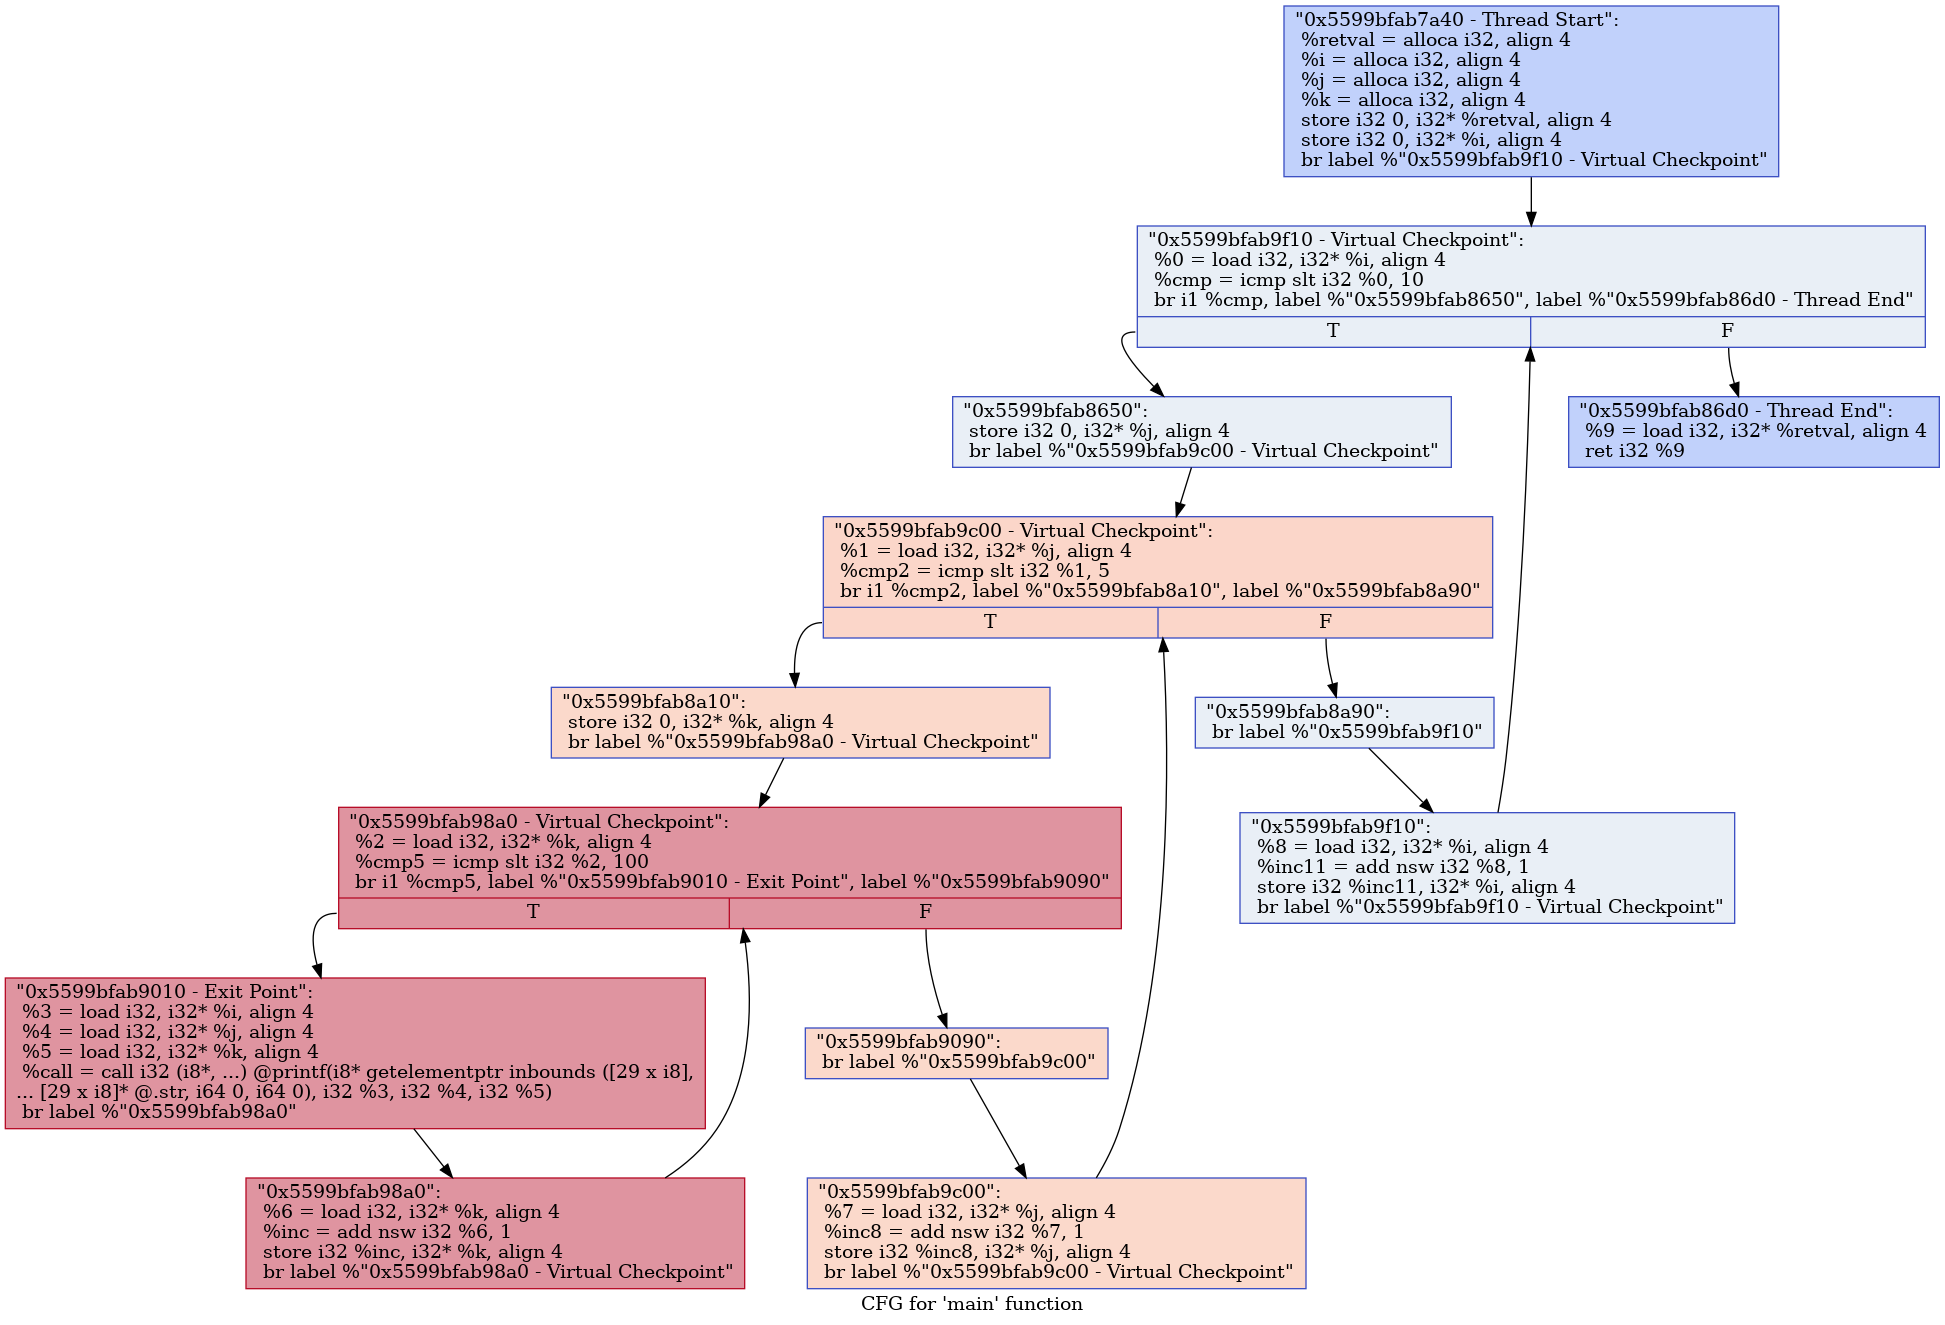 "0x5599bfab7a40 - Thread Start":
%retval = alloca i32, align 4
%i = alloca i32, align 4
%j = alloca i32, align 4
%k = alloca i32, align 4
store i32 0, i32* %retval, align 4
store i32 0, i32* %i, align 4
br label %"0x5599bfab9f10 - Virtual Checkpoint"
"0x5599bfab9f10 - Virtual Checkpoint":
%0 = load i32, i32* %i, align 4
%cmp = icmp slt i32 %0, 10
br i1 %cmp, label %"0x5599bfab8650", label %"0x5599bfab86d0 - Thread End"
T
F
"0x5599bfab8650":
store i32 0, i32* %j, align 4
br label %"0x5599bfab9c00 - Virtual Checkpoint"
"0x5599bfab86d0 - Thread End":
%9 = load i32, i32* %retval, align 4
ret i32 %9
"0x5599bfab9c00 - Virtual Checkpoint":
%1 = load i32, i32* %j, align 4
%cmp2 = icmp slt i32 %1, 5
br i1 %cmp2, label %"0x5599bfab8a10", label %"0x5599bfab8a90"
T
F
"0x5599bfab8a10":
store i32 0, i32* %k, align 4
br label %"0x5599bfab98a0 - Virtual Checkpoint"
"0x5599bfab8a90":
br label %"0x5599bfab9f10"
"0x5599bfab98a0 - Virtual Checkpoint":
%2 = load i32, i32* %k, align 4
%cmp5 = icmp slt i32 %2, 100
br i1 %cmp5, label %"0x5599bfab9010 - Exit Point", label %"0x5599bfab9090"
T
F
"0x5599bfab9f10":
%8 = load i32, i32* %i, align 4
%inc11 = add nsw i32 %8, 1
store i32 %inc11, i32* %i, align 4
br label %"0x5599bfab9f10 - Virtual Checkpoint"
"0x5599bfab9010 - Exit Point":
%3 = load i32, i32* %i, align 4
%4 = load i32, i32* %j, align 4
%5 = load i32, i32* %k, align 4
%call = call i32 (i8*, ...) @printf(i8* getelementptr inbounds ([29 x i8],
... [29 x i8]* @.str, i64 0, i64 0), i32 %3, i32 %4, i32 %5)
br label %"0x5599bfab98a0"
"0x5599bfab9090":
br label %"0x5599bfab9c00"
"0x5599bfab98a0":
%6 = load i32, i32* %k, align 4
%inc = add nsw i32 %6, 1
store i32 %inc, i32* %k, align 4
br label %"0x5599bfab98a0 - Virtual Checkpoint"
"0x5599bfab9c00":
%7 = load i32, i32* %j, align 4
%inc8 = add nsw i32 %7, 1
store i32 %inc8, i32* %j, align 4
br label %"0x5599bfab9c00 - Virtual Checkpoint"
CFG for 'main' function